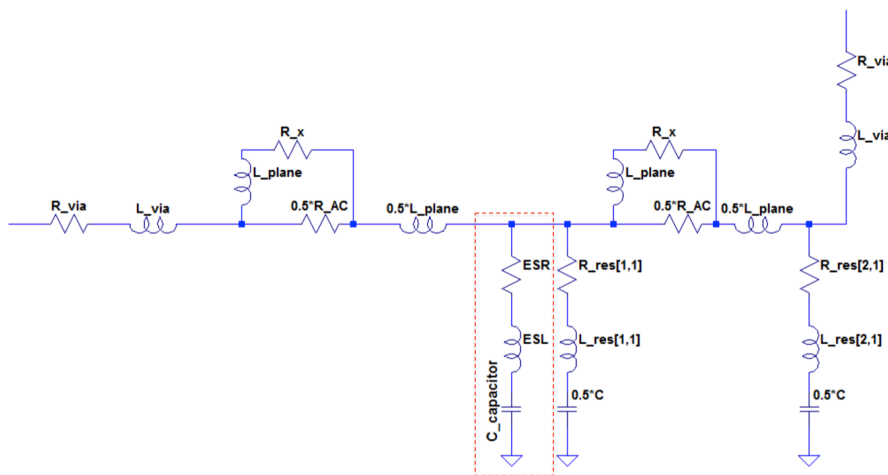 R_via
R_x
R_x
L_via
L_plane
L_plane
R_via
L_via
0.5*R_AC
0.5*L_plane
0.5*R_AC
0.5*L_plane
ESR
R_res[1,1]
R_res[2,1]
ESL
L_res[1,1]
L_res[2,1]
C_capacitor
0.5*C
0.5*C